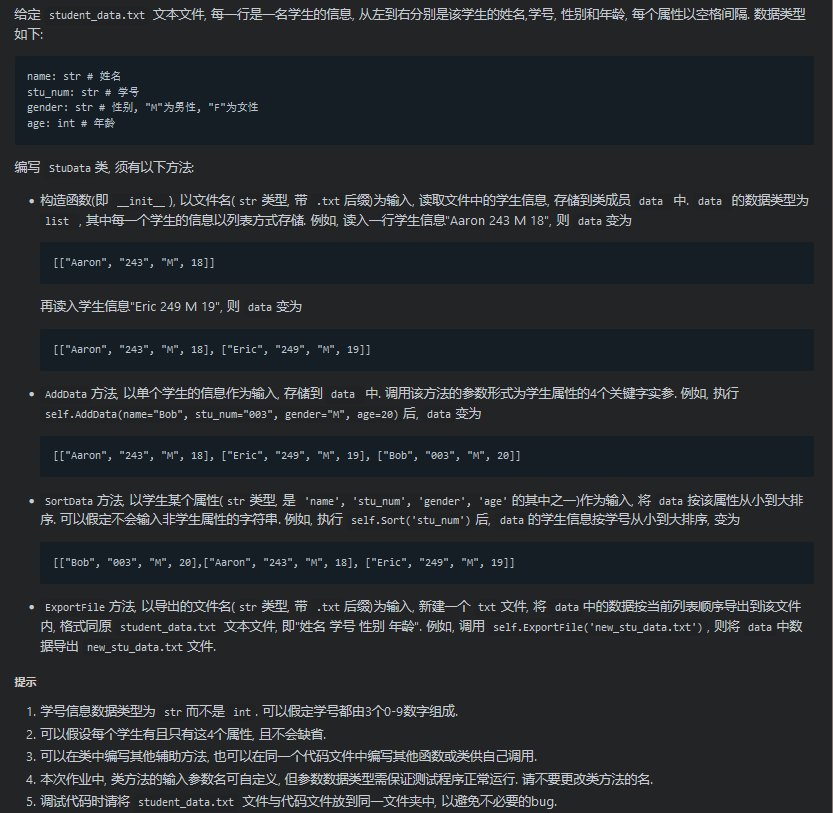 给定 student_data.txt 文本文件, 每一行是一名学生的信息, 从左到右分别是该学生的姓名,学号, 性别和年龄, 每个属性以空格间隔. 数据类型
如下:
name: str # 姓名
stu_num: str # 学号
gender: str # 性别, "M"为男性, "F"为女性
age: int # 年龄
编写 StuData 类, 须有以下方法:
• 构造函数(即 __init__ ), 以文件名( str 类型, 带 .txt 后缀)为输入, 读取文件中的学生信息, 存储到类成员 data 中. data 的数据类型为
list , 其中每一个学生的信息以列表方式存储. 例如, 读入一行学生信息"Aaron 243 M 18", 则 data 变为
[["Aaron", "243", "M", 18]]
再读入学生信息"Eric 249 M 19", 则 data 变为
[["Aaron", "243", "M", 18], ["Eric", "249", "M", 19]]
• AddData 方法, 以单个学生的信息作为输入, 存储到 data 中. 调用该方法的参数形式为学生属性的4个关键字实参. 例如, 执行
self.AddData(name="Bob", stu_num="003", gender="M", age=20) 后, data 变为
[["Aaron", "243", "M", 18], ["Eric", "249", "M", 19], ["Bob", "003", "M", 20]]
• SortData 方法, 以学生某个属性( str 类型, 是 'name', 'stu_num', 'gender', 'age' 的其中之一)作为输入, 将 data 按该属性从小到大排
序. 可以假定不会输入非学生属性的字符串. 例如, 执行 self.Sort('stu_num') 后, data 的学生信息按学号从小到大排序, 变为
[["Bob", "003", "M", 20],["Aaron", "243", "M", 18], ["Eric", "249", "M", 19]]
• ExportFile 方法, 以导出的文件名( str 类型, 带 .txt 后缀)为输入, 新建一个 txt 文件, 将 data 中的数据按当前列表顺序导出到该文件
内, 格式同原 student_data.txt 文本文件, 即"姓名 学号 性别 年龄". 例如, 调用 self.ExportFile('new_stu_data.txt') , 则将 data 中数
据导出 new_stu_data.txt 文件.
提示
1. 学号信息数据类型为 str 而不是 int . 可以假定学号都由3个0-9数字组成.
2. 可以假设每个学生有且只有这4个属性, 且不会缺省.
3. 可以在类中编写其他辅助方法, 也可以在同一个代码文件中编写其他函数或类供自己调用.
4. 本次作业中, 类方法的输入参数名可自定义, 但参数数据类型需保证测试程序正常运行. 请不要更改类方法的名.
5. 调试代码时请将 student_data.txt 文件与代码文件放到同一文件夹中, 以避免不必要的bug.